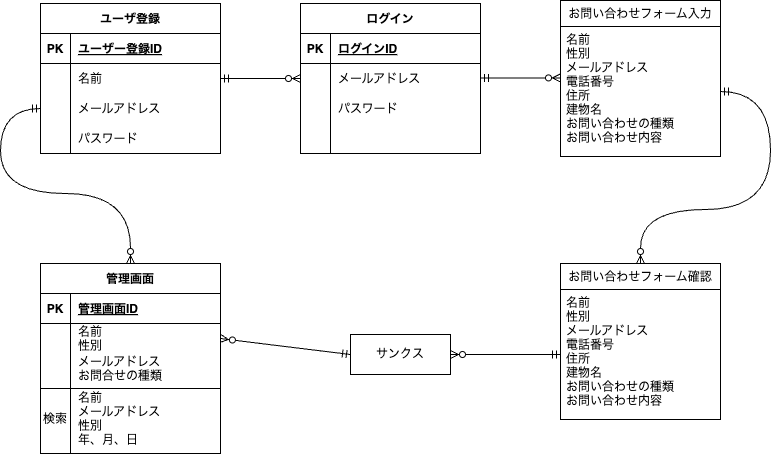 ユーザ登録
PK ユーザー登録ID
名前
メールアドレス
パスワード
ログイン
PK ログインID
メールアドレス
パスワード
お問い合わせフォーム入力
名前
性別
メールアドレス
電話番号
住所
建物名
お問い合わせの種類
お問い合わせ内容
管理画面
PK 管理画面ID
名前
性別
メールアドレス
お問合せの種類
検索
名前
メールアドレス
性別
年、月、日
サンクス
お問い合わせフォーム確認
名前
性別
メールアドレス
電話番号
住所
建物名
お問い合わせの種類
お問い合わせ内容